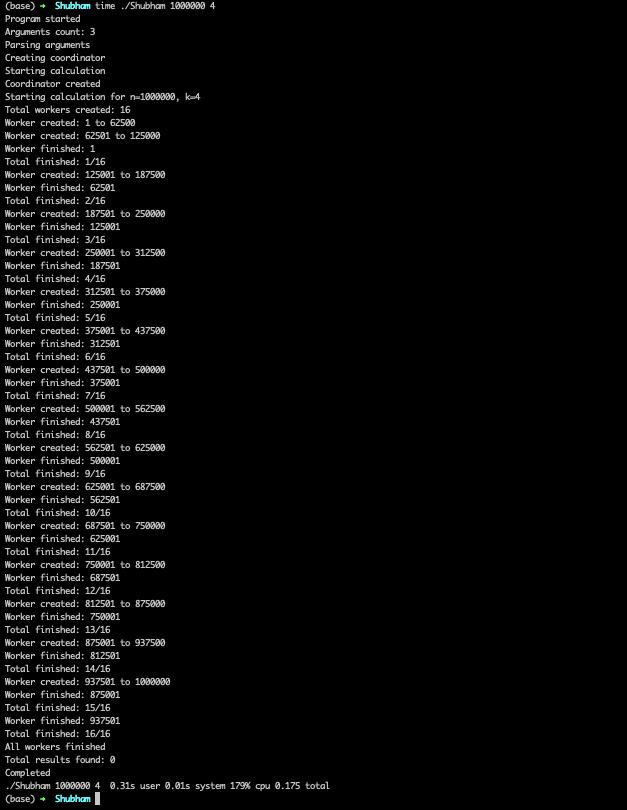 (base) → Shubham time ./Shubham 1000000 4
Program started
Arguments count: 3
Parsing arguments
Creating coordinator
Starting calculation
Coordinator created
Starting calculation for n=1000000, k=4
Total workers created: 16
Worker created: 1 to 62500
Worker created: 62501 to 125000
Worker finished: 1
Total finished: 1/16
Worker created: 125001 to 187500
Worker finished: 62501
Total finished: 2/16
Worker created: 187501 to 250000
Worker finished: 125001
Total finished: 3/16
Worker created: 250001 to 312500
Worker finished: 187501
Total finished: 4/16
Worker created: 312501 to 375000
Worker finished: 250001
Total finished: 5/16
Worker created: 375001 to 437500
Worker finished: 312501
Total finished: 6/16
Worker created: 437501 to 500000
Worker finished: 375001
Total finished: 7/16
Worker created: 500001 to 562500
Worker finished: 437501
Total finished: 8/16
Worker created: 562501 to 625000
Worker finished: 500001
Total finished: 9/16
Worker created: 625001 to 687500
Worker finished: 562501
Total finished: 10/16
Worker created: 687501 to 750000
Worker finished: 625001
Total finished: 11/16
Worker created: 750001 to 812500
Worker finished: 687501
Total finished: 12/16
Worker created: 812501 to 875000
Worker finished: 750001
Total finished: 13/16
Worker created: 875001 to 937500
Worker finished: 812501
Total finished: 14/16
Worker created: 937501 to 1000000
Worker finished: 875001
Total finished: 15/16
Worker finished: 937501
Total finished: 16/16
All workers finished
Total results found: 0
Completed
./Shubham 1000000 4  0.31s user 0.01s system 179% cpu 0.175 total
(base) → Shubham